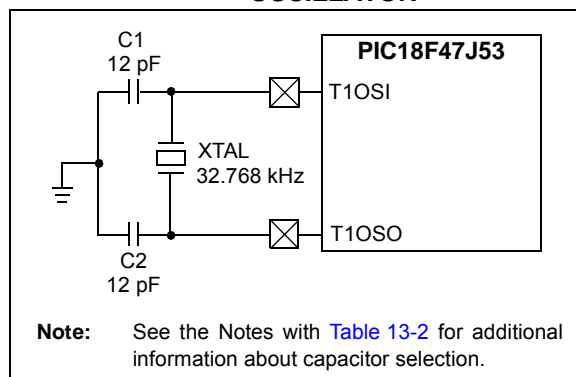 OSCILLATOR
C1
12 pF
PIC18F47J53
T1OSI
XTAL
32.768 kHz
T1OSO
C2
12 pF
Note: See the Notes with Table 13-2 for additional
information about capacitor selection.